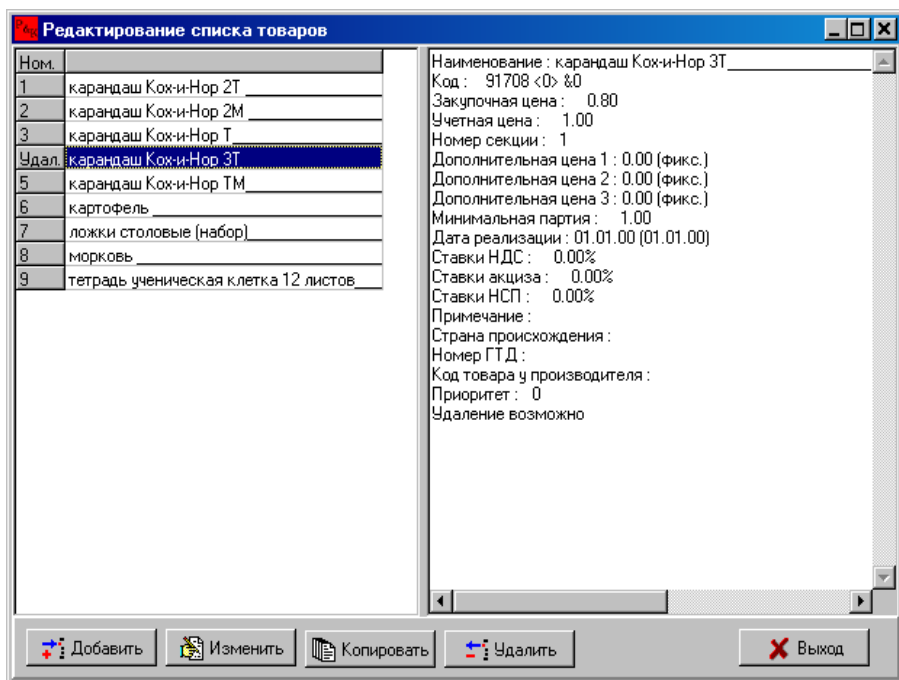 Редактирование списка товаров
Ном.
1 карандаш Кох-и-Нор 2Т
2 карандаш Кох-и-Нор 2М
3 карандаш Кох-и-Нор Т
Удал. карандаш Кох-и-Нор 3Т
5 карандаш Кох-и-Нор ТМ
6 картофель
7 ложки столовые (набор)
8 морковь
9 тетрадь ученическая клетка 12 листов
Наименование : карандаш Кох-и-Нор 3Т
Код : 91708 <0> &0
Закупочная цена : 0.80
Учетная цена : 1.00
Номер секции : 1
Дополнительная цена 1 : 0.00 (фикс.)
Дополнительная цена 2 : 0.00 (фикс.)
Дополнительная цена 3 : 0.00 (фикс.)
Минимальная партия : 1.00
Дата реализации : 01.01.00 (01.01.00)
Ставки НДС : 0.00%
Ставки акциза : 0.00%
Ставки НСП : 0.00%
Примечание :
Страна происхождения :
Номер ГТД :
Код товара у производителя :
Приоритет : 0
Удаление возможно
Добавить Изменить Копировать Удалить Выход